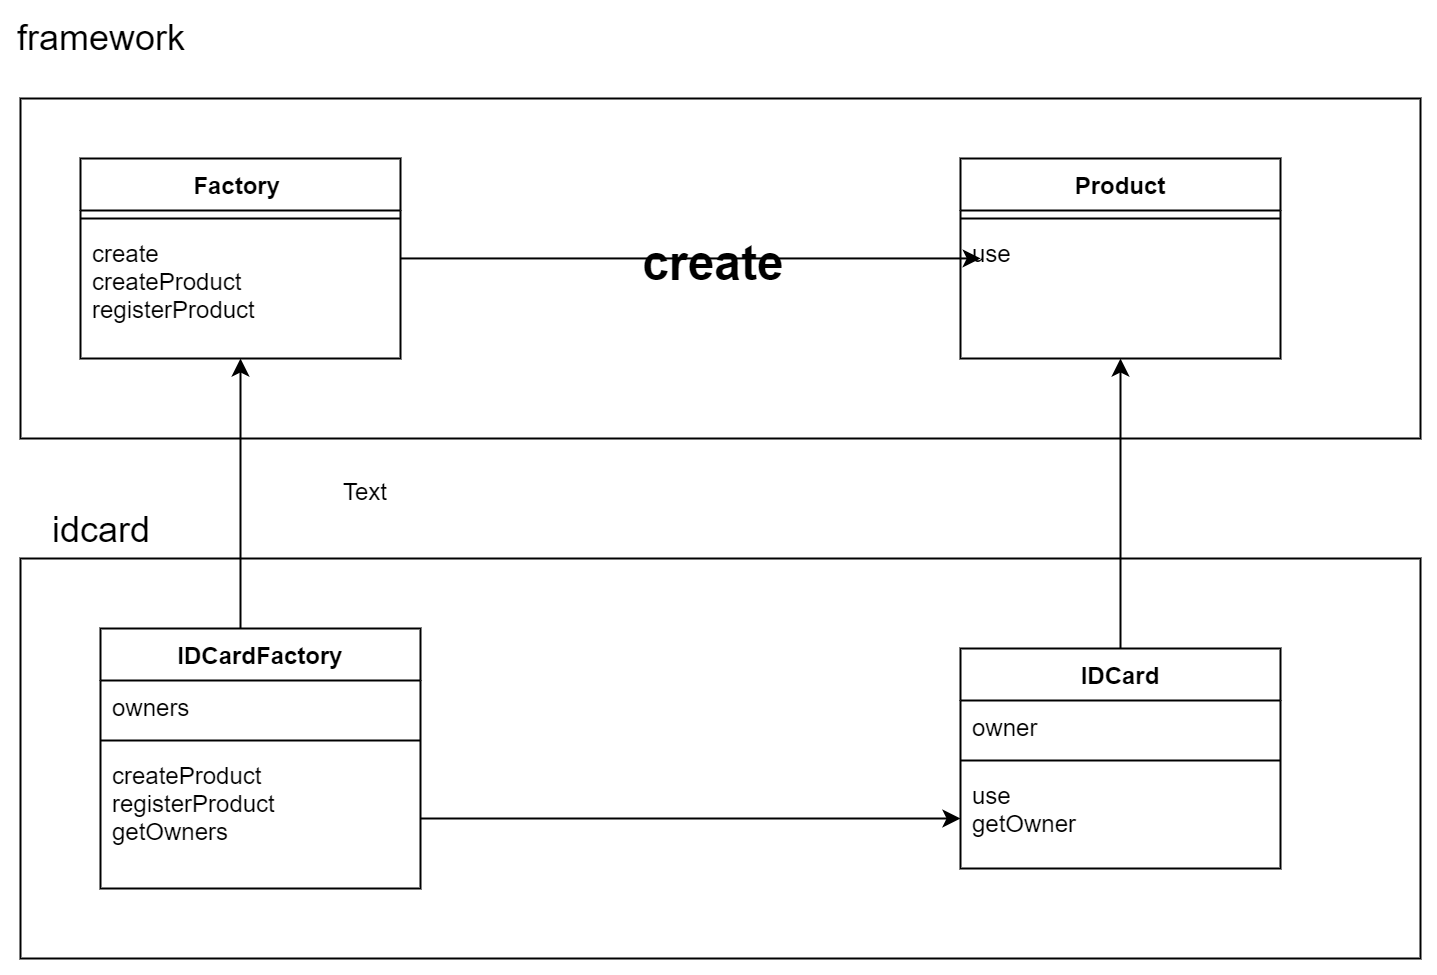 framework
Factory
create
createProduct
registerProduct
create
Product
use
Text
idcard
IDCardFactory
owners
createProduct
registerProduct
getOwners
IDCard
owner
use
getOwner